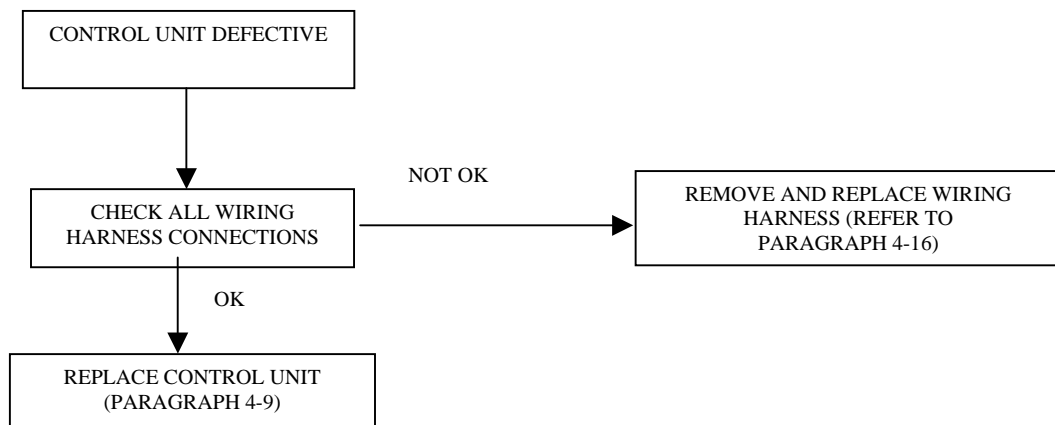 CONTROL UNIT DEFECTIVE
NOT OK
CHECK ALL WIRING
HARNESS CONNECTIONS
REMOVE AND REPLACE WIRING
HARNESS (REFER TO
PARAGRAPH 4-16)
OK
REPLACE CONTROL UNIT
(PARAGRAPH 4-9)